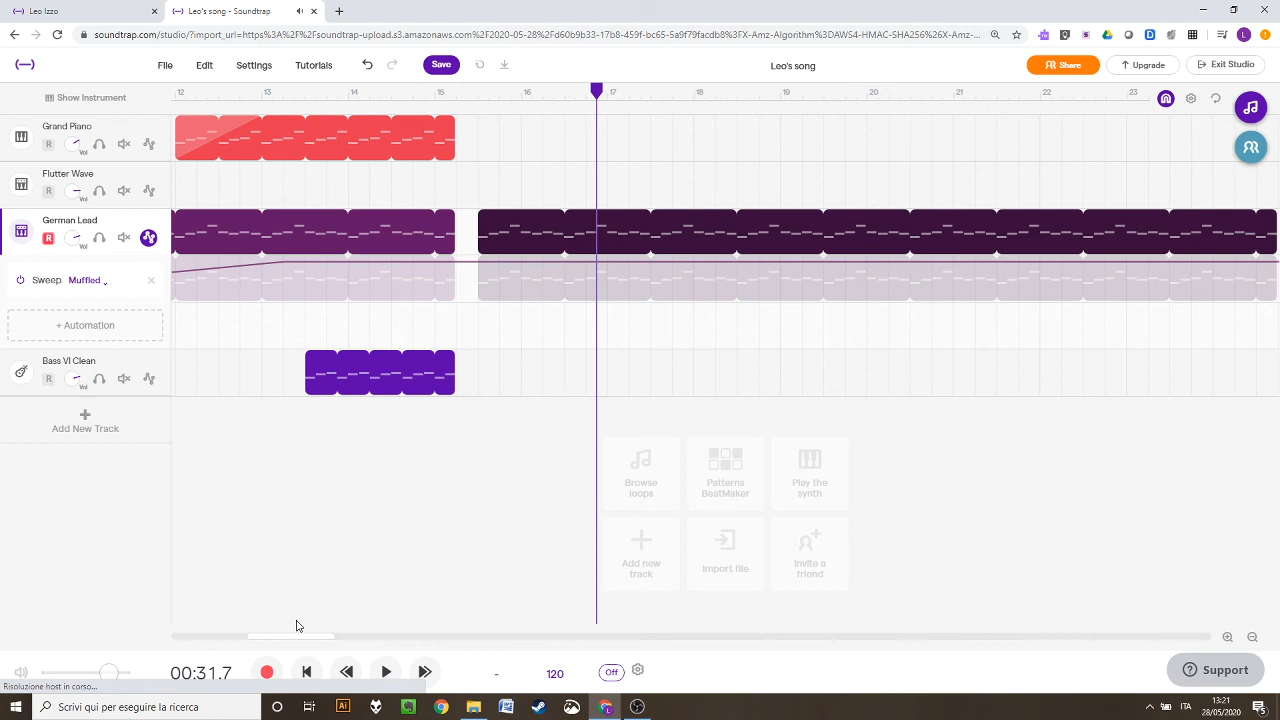 Leo Izzo
Leo's song - Soundtrap
soundtrap.com/studio/?import_url=https%3A%2F%2Fsoundtrap-upload.s3.amazonaws.com%2F2020-05-28%2Fd60b9b33-17b8-459f-bc65-5a9f79facdb8%3FX-Amz-Algorithm%3DAWS4-HMAC-SHA256%26X-Amz-...
File Edit Settings Tutorials Save Leo's song Share Upgrade Exit Studio
Show Instrument 12 13 14 15 16 17 18 19 20 21 22 23
Grand Piano
R Vol
Flutter Wave
R Vol
German Lead
R Vol
Sweep Muffled
+ Automation
Bass VI Clean
R Vol
Add New Track
Browse loops
Patterns BeatMaker
Play the synth
Add new track
Import file
Invite a friend
00:31.7 - 120 Off Support
Risoluzione host in corso...
Scrivi qui per eseguire la ricerca
ITA
13:21
28/05/2020